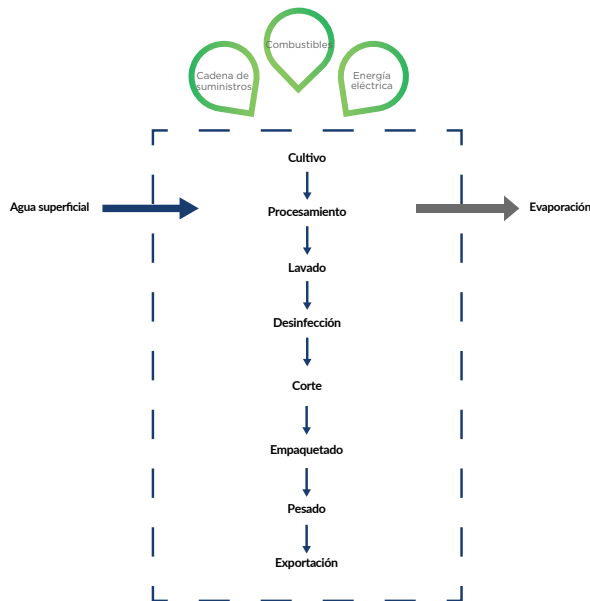 Combustibles
Cadena de
suministros
Energía
eléctrica
Cultivo
Agua superficial
Procesamiento
Evaporación
Lavado
Desinfección
Corte
Empaquetado
Pesado
Exportación